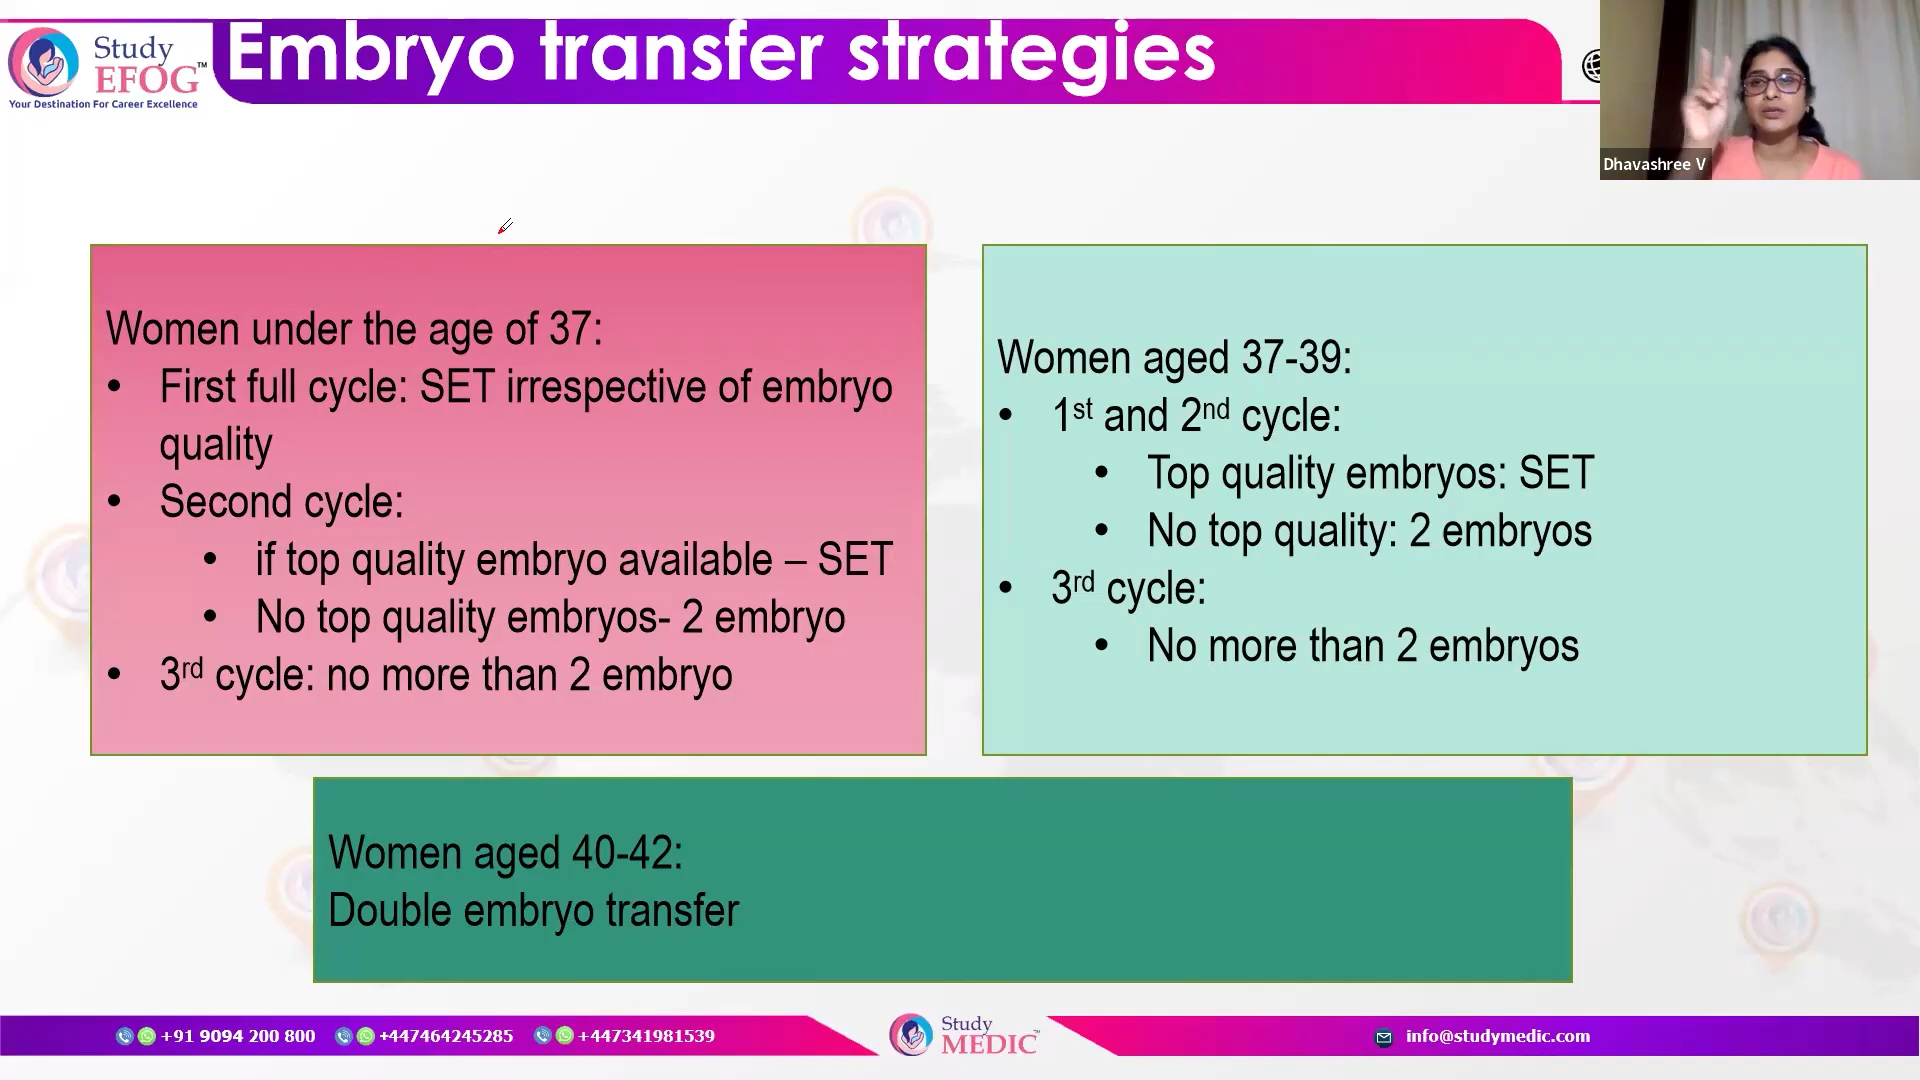 Study
EFOG™
Your Destination For Career Excellence
Embryo transfer strategies
Dhavashree V
Women under the age of 37:
• First full cycle: SET irrespective of embryo
quality
• Second cycle:
• if top quality embryo available – SET
• No top quality embryos- 2 embryo
• 3rd cycle: no more than 2 embryo
Women aged 37-39:
• 1st and 2nd cycle:
• Top quality embryos: SET
• No top quality: 2 embryos
• 3rd cycle:
• No more than 2 embryos
Women aged 40-42:
Double embryo transfer
+91 9094 200 800 +447464245285 +447341981539
Study
MEDIC™
info@studymedic.com